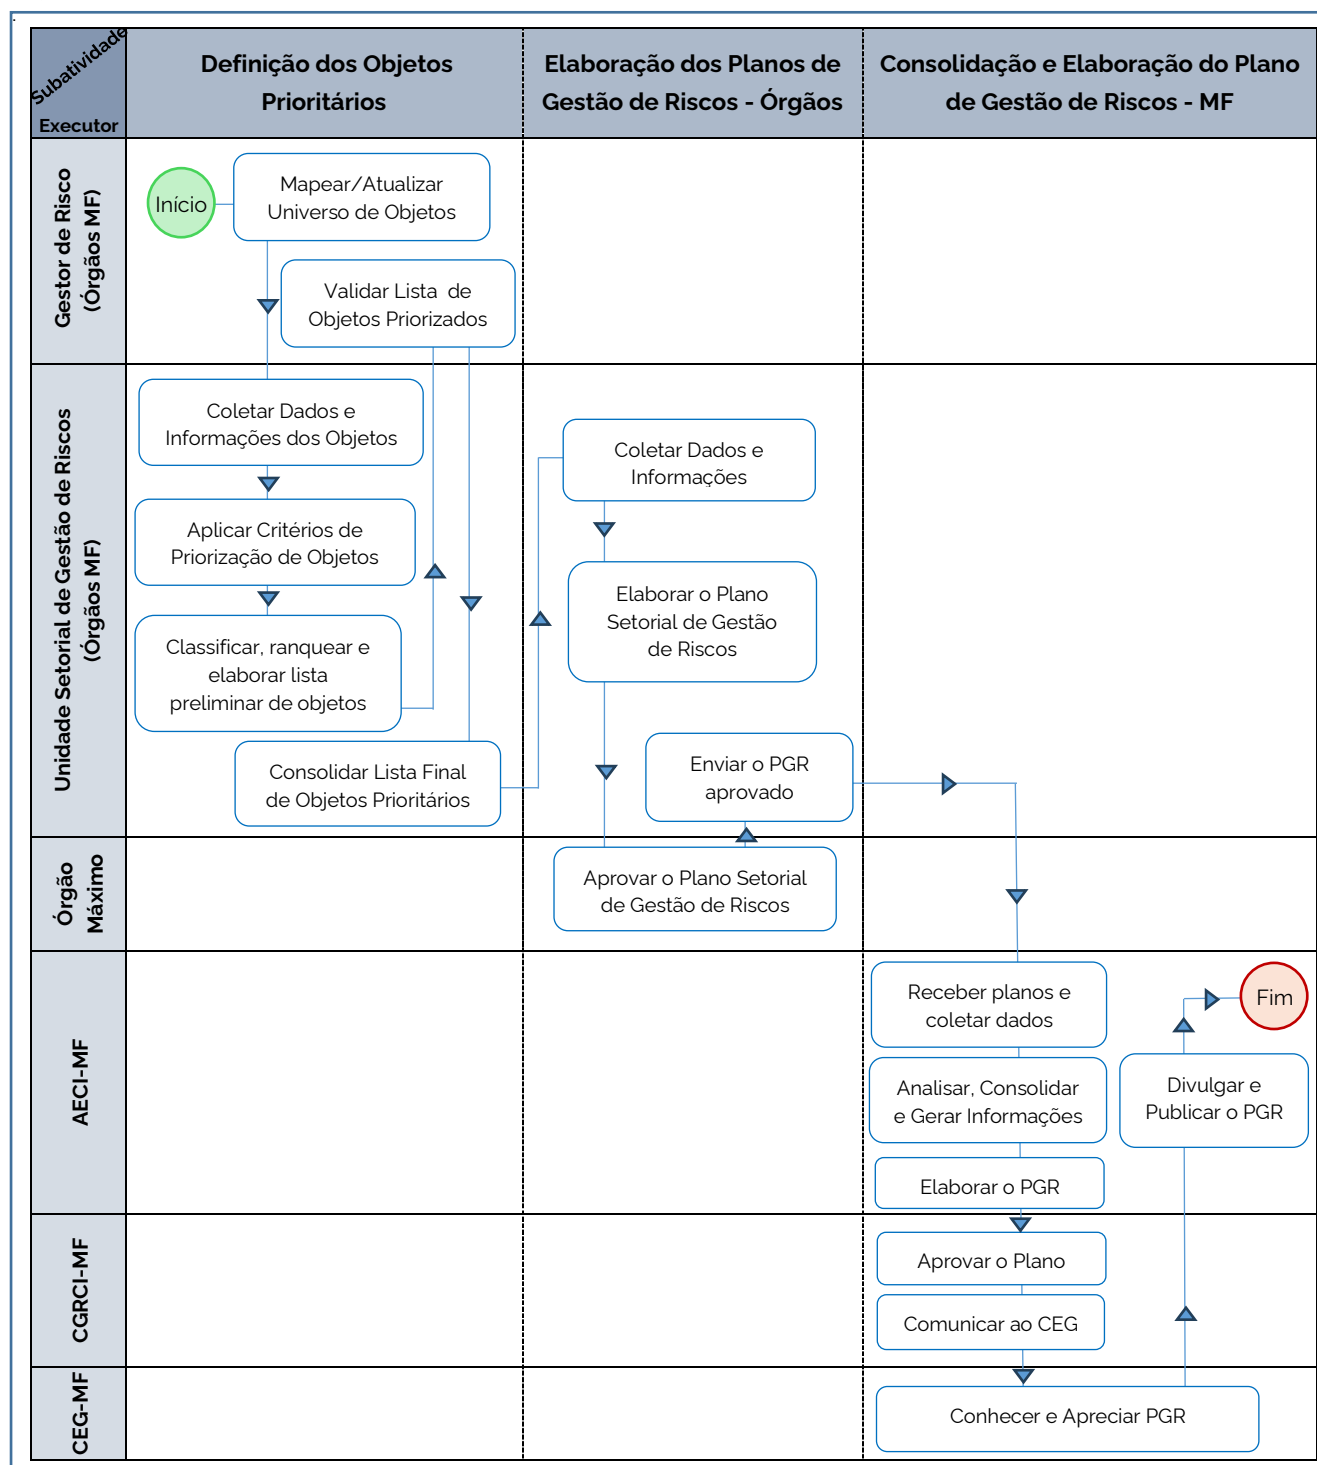 Subatividade
Executor
Definição dos Objetos
Prioritários
Elaboração dos Planos de
Gestão de Riscos - Órgãos
Consolidação e Elaboração do Plano
de Gestão de Riscos - MF
Gestor de Risco
(Órgãos MF)
Início
Mapear/Atualizar
Universo de Objetos
Validar Lista de
Objetos Priorizados
Unidade Setorial de Gestão de Riscos
(Órgãos MF)
Coletar Dados e
Informações dos Objetos
Aplicar Critérios de
Priorização de Objetos
Classificar, ranquear e
elaborar lista
preliminar de objetos
Consolidar Lista Final
de Objetos Prioritários
Coletar Dados e
Informações
Elaborar o Plano
Setorial de Gestão
de Riscos
Enviar o PGR
aprovado
Órgão
Máximo
Aprovar o Plano Setorial
de Gestão de Riscos
AECI-MF
Receber planos e
coletar dados
Analisar, Consolidar
e Gerar Informações
Elaborar o PGR
Divulgar e
Publicar o PGR
Fim
CGRCI-MF
Aprovar o Plano
Comunicar ao CEG
CEG-MF
Conhecer e Apreciar PGR